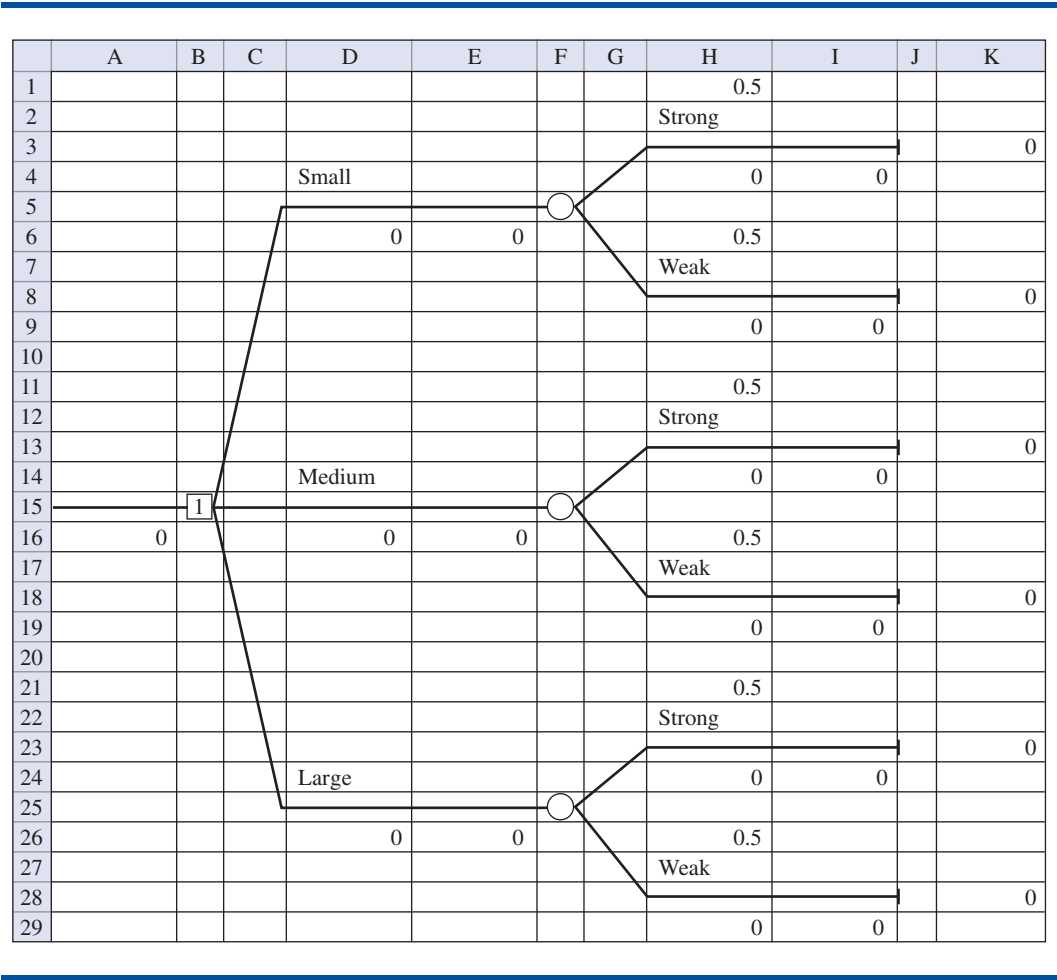 A B C D E F G H I J K
1 0.5
2 Strong
3 0
4 Small 0 0
5
6 0 0 0.5
7 Weak
8 0
9 0 0
10
11 0.5
12 Strong
13 0
14 Medium 0 0
15 1
16 0 0 0 0.5
17 Weak
18 0
19 0 0
20
21 0.5
22 Strong
23 0
24 Large 0 0
25
26 0 0 0.5
27 Weak
28 0
29 0 0